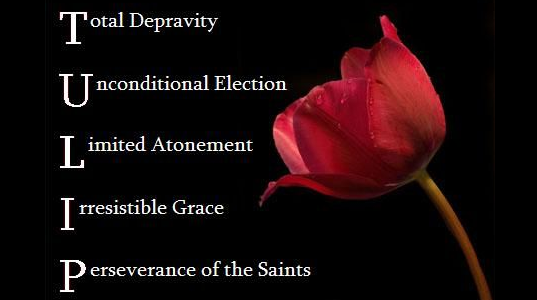 Total Depravity
Unconditional Election
Limited Atonement
Irresistible Grace
Perseverance of the Saints